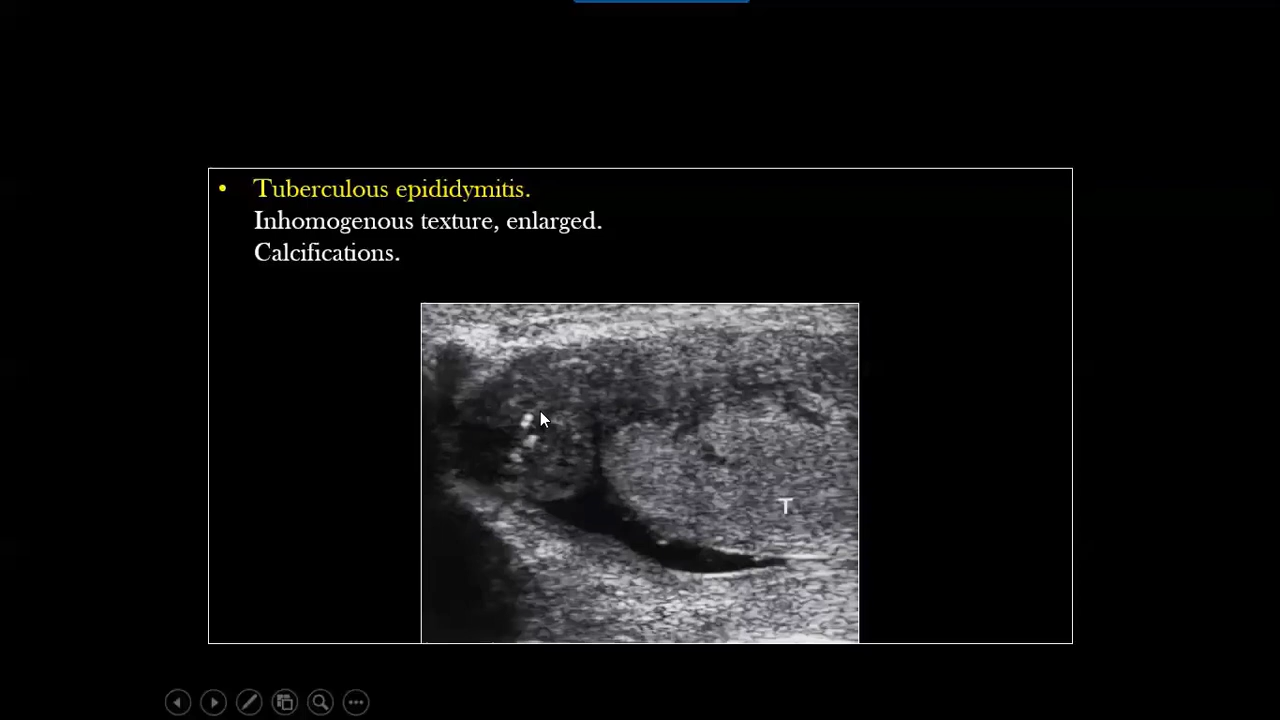 • Tuberculous epididymitis.
Inhomogenous texture, enlarged.
Calcifications.
T